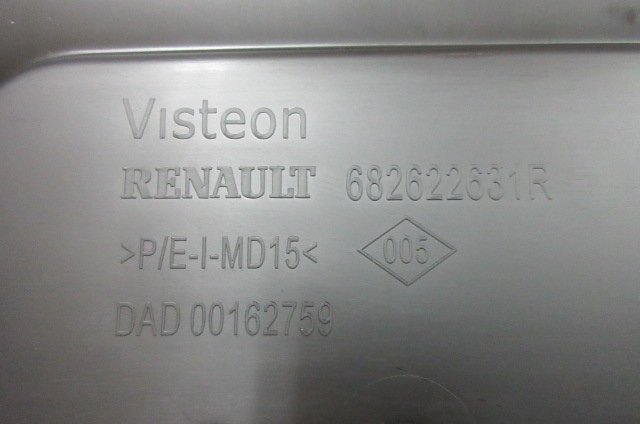 Visteon
RENAULT 682622631R
>P/E-I-MD15< 005
DAD 00162759